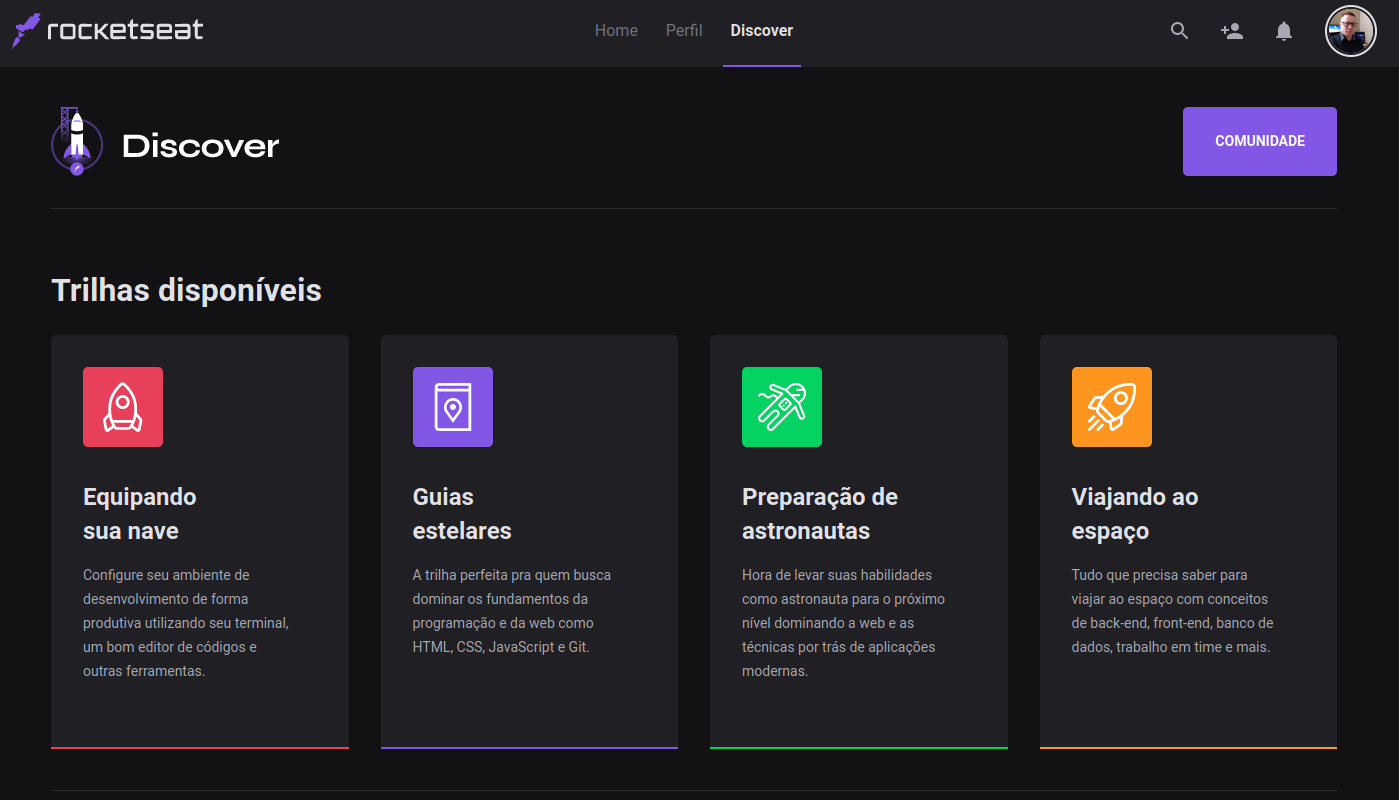 rocketseat
Home Perfil Discover
Discover
COMUNIDADE
Trilhas disponíveis
Equipando
sua nave
Configure seu ambiente de
desenvolvimento de forma
produtiva utilizando seu terminal,
um bom editor de códigos e
outras ferramentas.
Guias
estelares
A trilha perfeita pra quem busca
dominar os fundamentos da
programação e da web como
HTML, CSS, JavaScript e Git.
Preparação de
astronautas
Hora de levar suas habilidades
como astronauta para o próximo
nível dominando a web e as
técnicas por trás de aplicações
modernas.
Viajando ao
espaço
Tudo que precisa saber para
viajar ao espaço com conceitos
de back-end, front-end, banco de
dados, trabalho em time e mais.